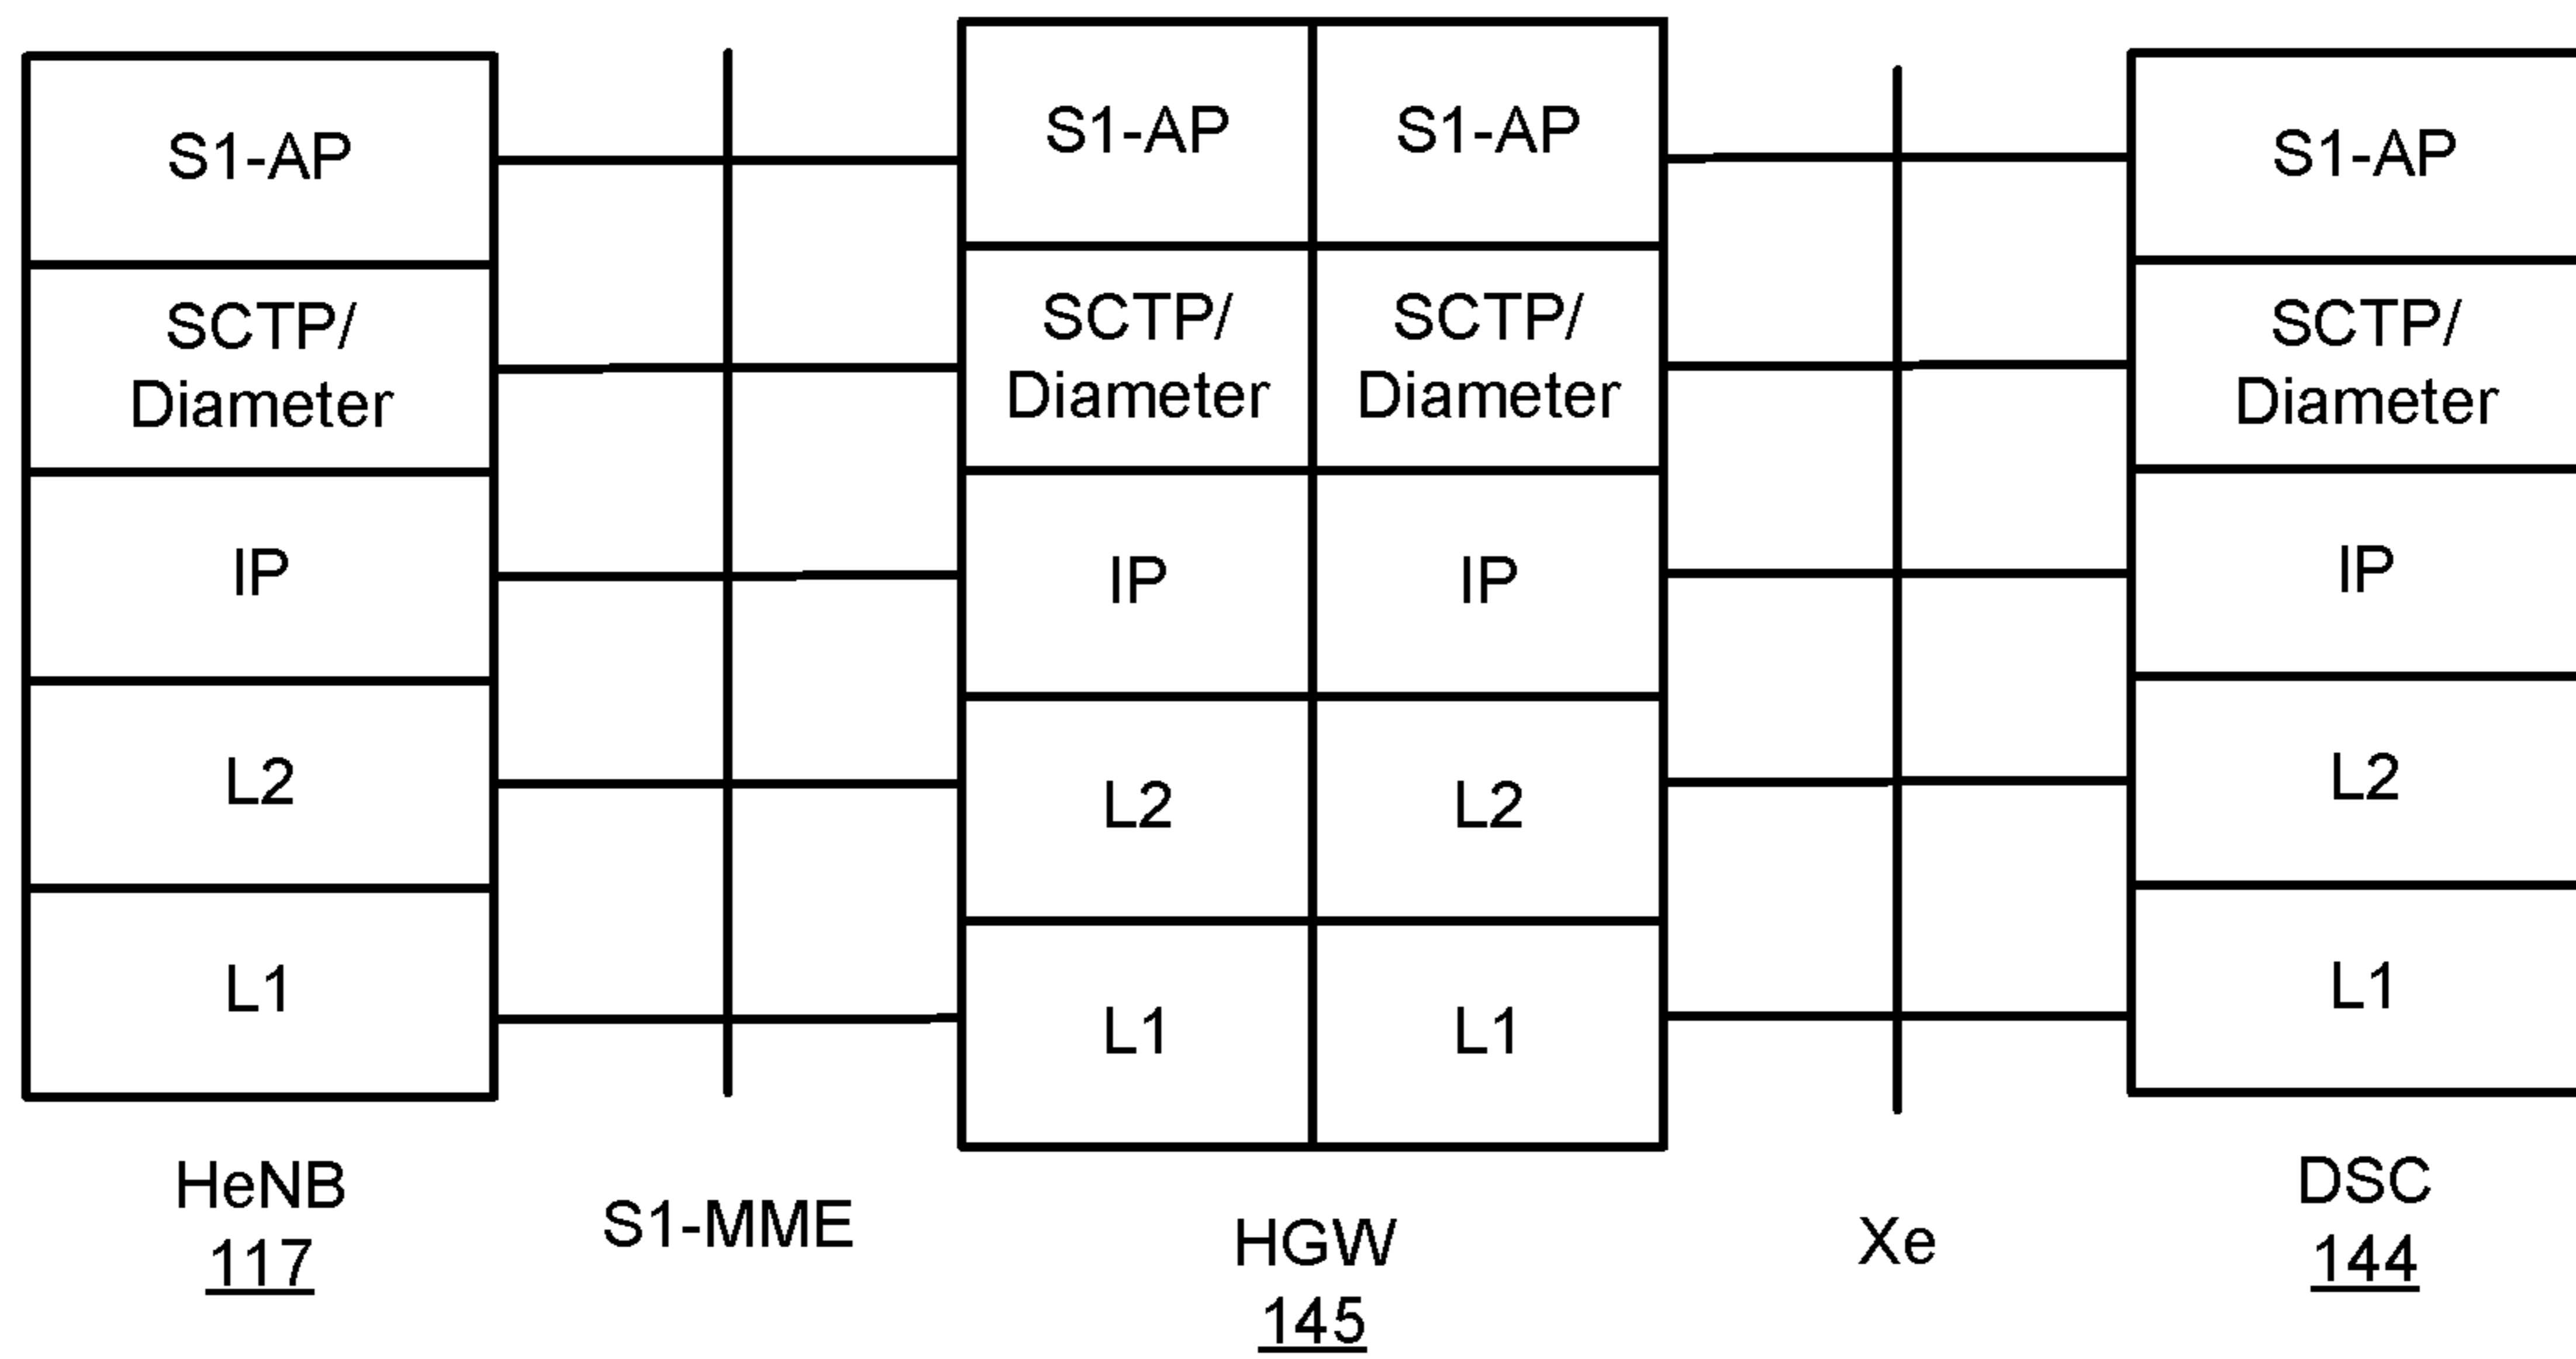 S1-AP
SCTP/
Diameter
IP
L2
L1
HeNB
117
S1-MME
S1-AP
S1-AP
SCTP/
Diameter
SCTP/
Diameter
IP
IP
L2
L2
L1
L1
HGW
145
Xe
S1-AP
SCTP/
Diameter
IP
L2
L1
DSC
144